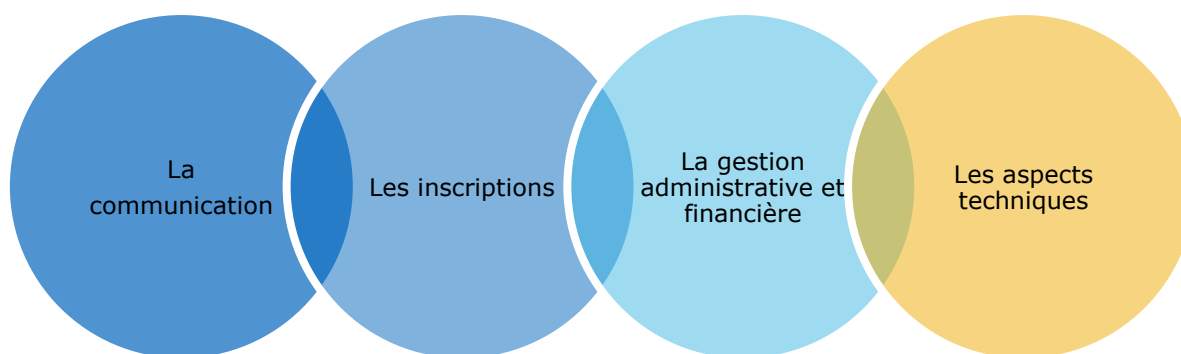 La
communication
Les inscriptions
La gestion
administrative et
financière
Les aspects
techniques